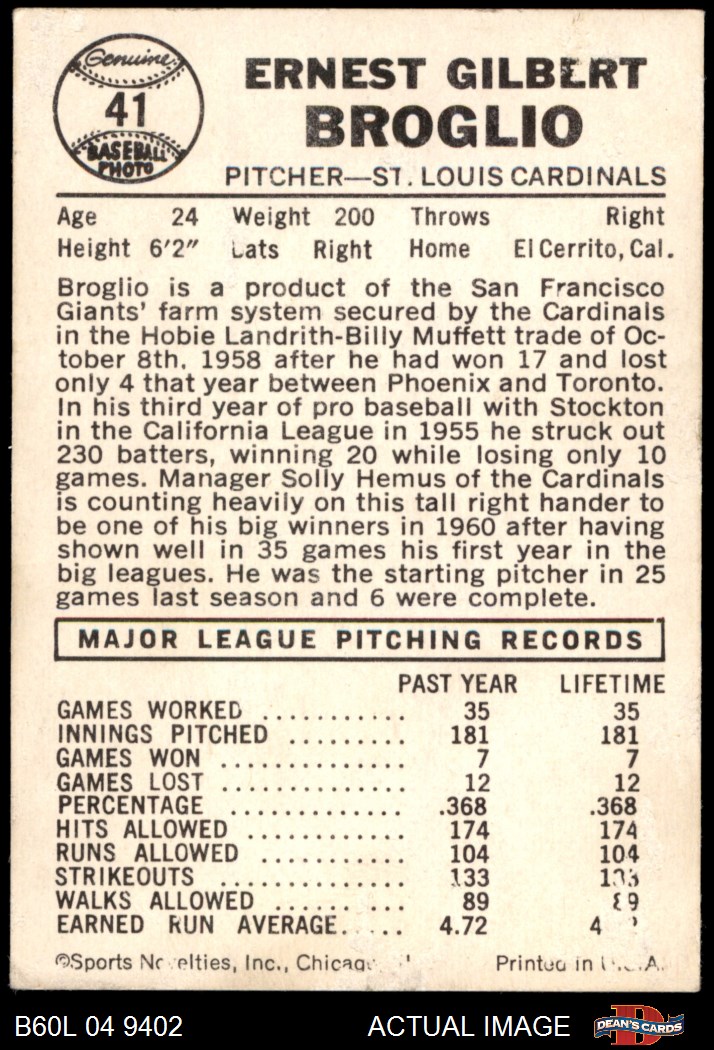 Genuine
41
BASEBALL
PHOTO
ERNEST GILBERT
BROGLIO
PITCHER—ST. LOUIS CARDINALS
Age 24 Weight 200 Throws Right
Height 6'2" Bats Right Home El Cerrito, Cal.
Broglio is a product of the San Francisco
Giants' farm system secured by the Cardinals
in the Hobie Landrith-Billy Muffett trade of Oc-
tober 8th, 1958 after he had won 17 and lost
only 4 that year between Phoenix and Toronto.
In his third year of pro baseball with Stockton
in the California League in 1955 he struck out
230 batters, winning 20 while losing only 10
games. Manager Solly Hemus of the Cardinals
is counting heavily on this tall right hander to
be one of his big winners in 1960 after having
shown well in 35 games his first year in the
big leagues. He was the starting pitcher in 25
games last season and 6 were complete.
MAJOR LEAGUE PITCHING RECORDS
PAST YEAR LIFETIME
GAMES WORKED ........... 35 35
INNINGS PITCHED ......... 181 181
GAMES WON .............. 7 7
GAMES LOST .............. 12 12
PERCENTAGE ............. .368 .368
HITS ALLOWED ............ 174 174
RUNS ALLOWED ........... 104 104
STRIKEOUTS .............. 133 133
WALKS ALLOWED .......... 89 89
EARNED RUN AVERAGE..... 4.72 4
©Sports Novelties, Inc., Chicago
Printed in U.S.A.
B60L 04 9402 ACTUAL IMAGE
DEAN'S CARDS